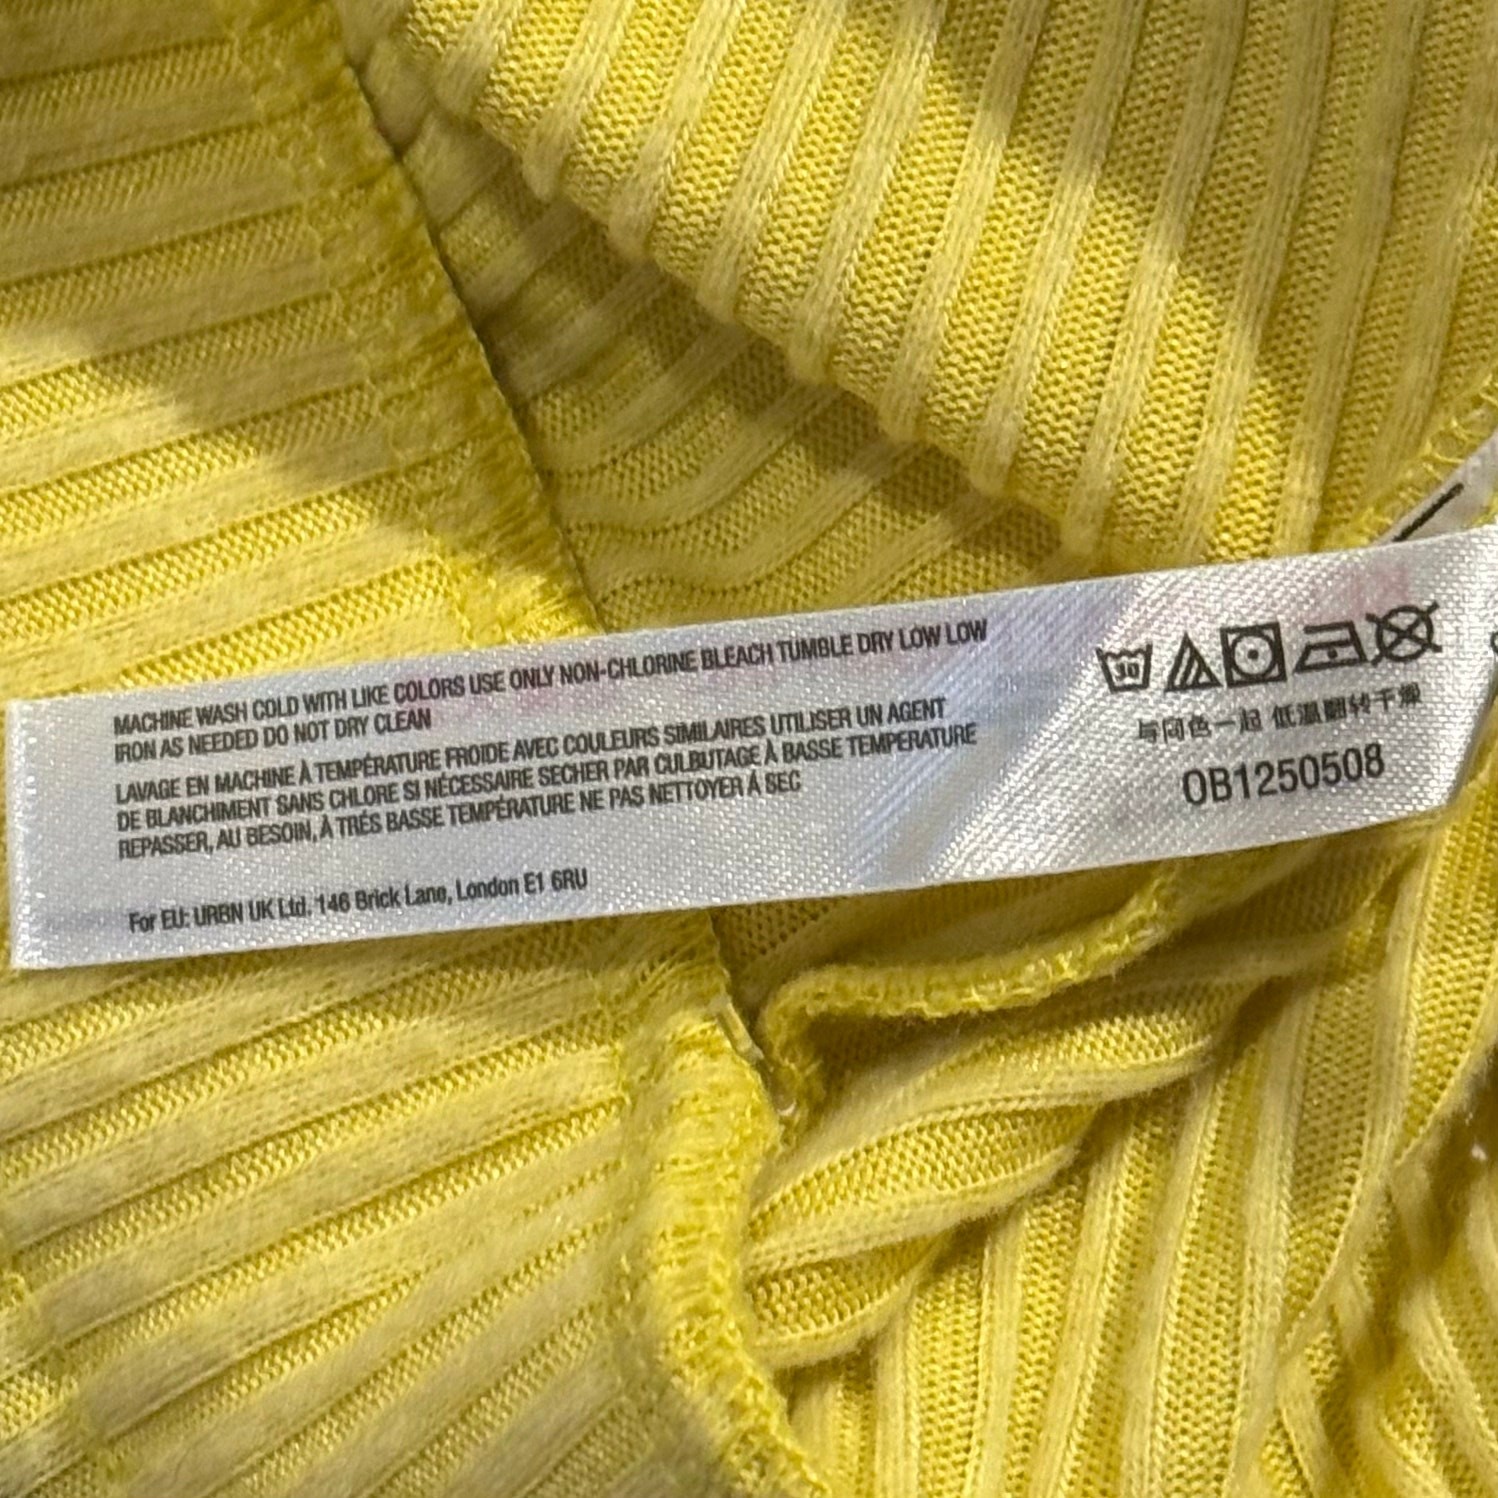 MACHINE WASH COLD WITH LIKE COLORS USE ONLY NON-CHLORINE BLEACH TUMBLE DRY LOW LOW
IRON AS NEEDED DO NOT DRY CLEAN
LAVAGE EN MACHINE À TEMPÉRATURE FROIDE AVEC COULEURS SIMILAIRES UTILISER UN AGENT
DE BLANCHIMENT SANS CHLORE SI NÉCESSAIRE SECHER PAR CULBUTAGE À BASSE TEMPERATURE
REPASSER, AU BESOIN, À TRÉS BASSE TEMPÉRATURE NE PAS NETTOYER Á SEC
For EU: URBN UK Ltd. 146 Brick Lane, London E1 6RU
30
与同色一起 低温翻转干燥
OB1250508